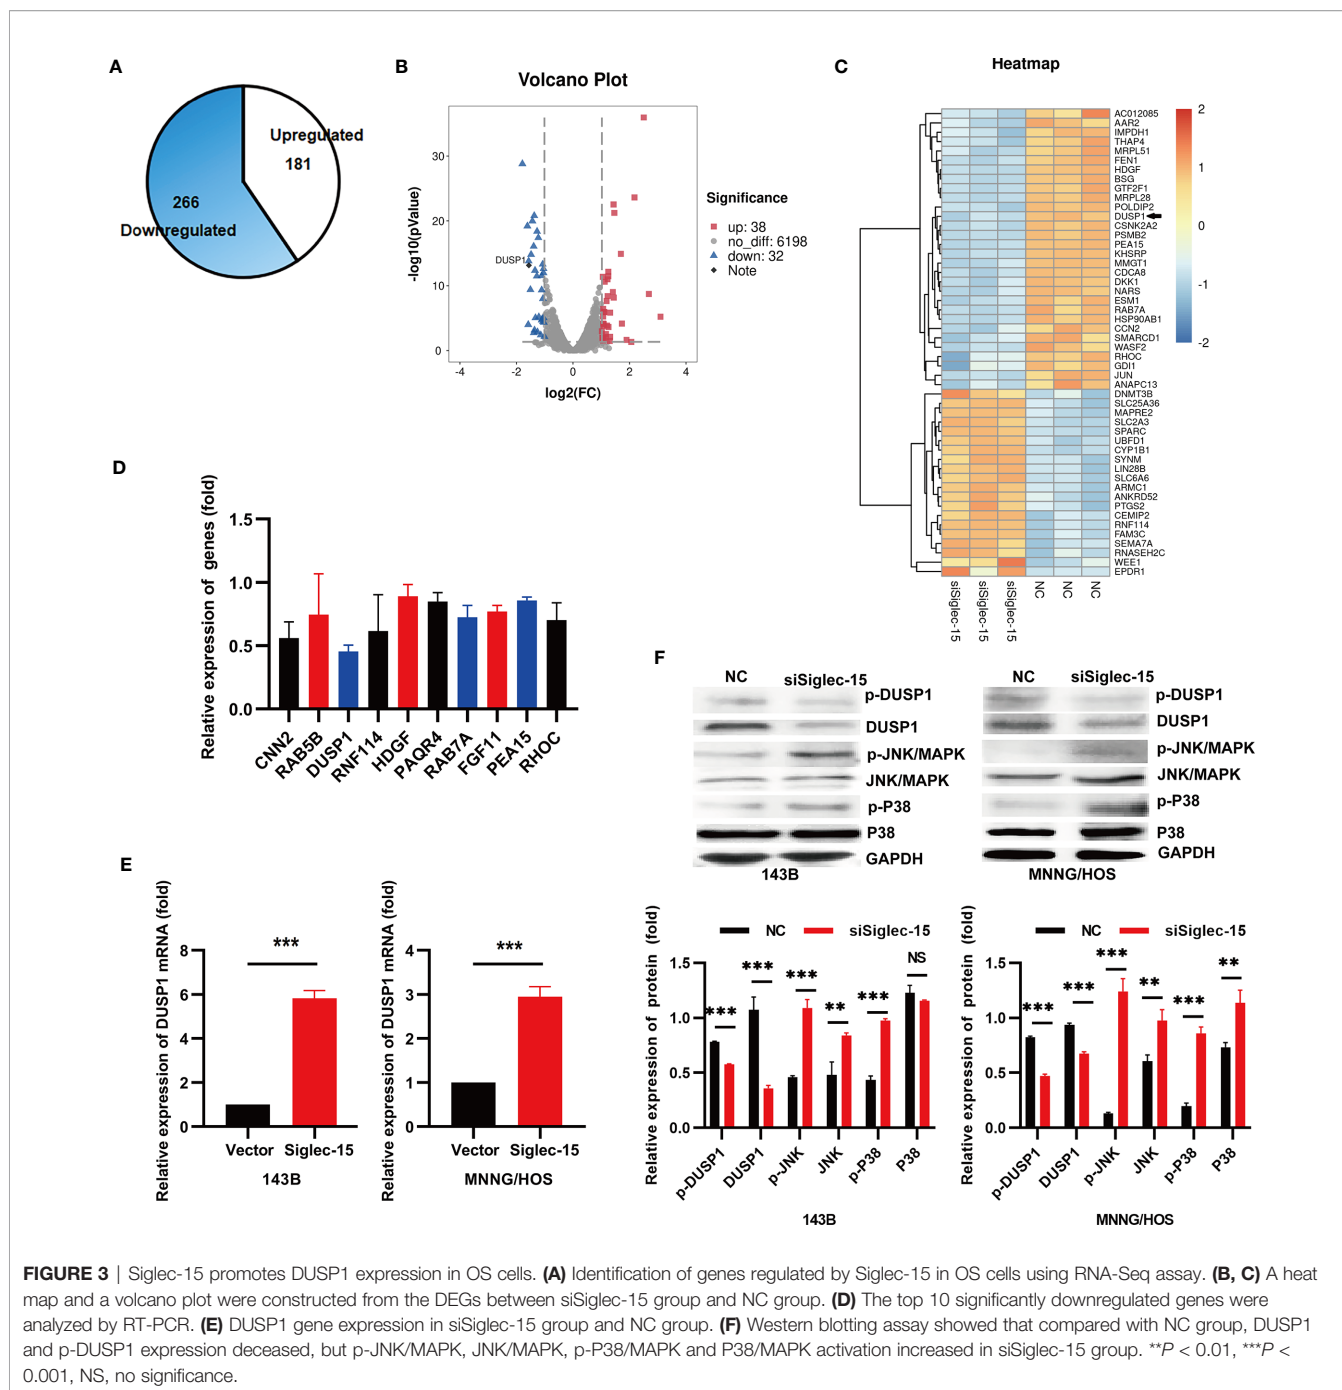 A
Upregulated
181
266
Downregulated
B
Volcano Plot
-log10(pValue)
30
20
10
0
DUSP1
-4
-2
0
2
4
log2(FC)
Significance
up: 38
no_diff: 6198
down: 32
Note
C
Heatmap
AC012085
AAR2
IMPDH1
THAP4
MRPL51
FEN1
HDGF
BSG
GTF2F1
MRPL28
POLDIP2
DUSP1
CSNK2A2
PSMB2
PEA15
KHSRP
MMGT1
CDCA8
DKK1
NARS
ESM1
RAB7A
HSP90AB1
CCN2
SMARCD1
WASF2
RHOC
GDI1
JUN
ANAPC13
DNMT3B
SLC25A36
MAPRE2
SLC2A3
SPARC
UBFD1
CYP1B1
SYNM
LIN28B
SLC6A6
ARMC1
ANKRD52
PTGS2
CEMIP2
RNF114
FAM3C
SEMA7A
RNASEH2C
WEE1
EPDR1
siSiglec-15
siSiglec-15
siSiglec-15
NC
NC
NC
2
1
0
-1
-2
D
Relative expression of genes (fold)
1.5
1.0
0.5
0.0
CNN2
RAB5B
DUSP1
RNF114
HDGF
PAQR4
RAB7A
FGF11
PEA15
RHOC
E
Relative expression of DUSP1 mRNA (fold)
8
6
4
2
0
***
Vector
Siglec-15
143B
Relative expression of DUSP1 mRNA (fold)
4
3
2
1
0
***
Vector
Siglec-15
MNNG/HOS
F
NC
siSiglec-15
p-DUSP1
DUSP1
p-JNK/MAPK
JNK/MAPK
p-P38
P38
GAPDH
143B
NC
siSiglec-15
p-DUSP1
DUSP1
p-JNK/MAPK
JNK/MAPK
p-P38
P38
GAPDH
MNNG/HOS
Relative expression of protein (fold)
NC
siSiglec-15
1.5
1.0
0.5
0.0
***
***
***
**
***
NS
p-DUSP1
DUSP1
p-JNK
JNK
p-P38
P38
143B
Relative expression of protein (fold)
NC
siSiglec-15
1.5
1.0
0.5
0.0
***
***
***
**
***
**
p-DUSP1
DUSP1
p-JNK
JNK
p-P38
P38
MNNG/HOS
FIGURE 3 | Siglec-15 promotes DUSP1 expression in OS cells. (A) Identification of genes regulated by Siglec-15 in OS cells using RNA-Seq assay. (B, C) A heat
map and a volcano plot were constructed from the DEGs between siSiglec-15 group and NC group. (D) The top 10 significantly downregulated genes were
analyzed by RT-PCR. (E) DUSP1 gene expression in siSiglec-15 group and NC group. (F) Western blotting assay showed that compared with NC group, DUSP1
and p-DUSP1 expression deceased, but p-JNK/MAPK, JNK/MAPK, p-P38/MAPK and P38/MAPK activation increased in siSiglec-15 group. **P < 0.01, ***P <
0.001, NS, no significance.